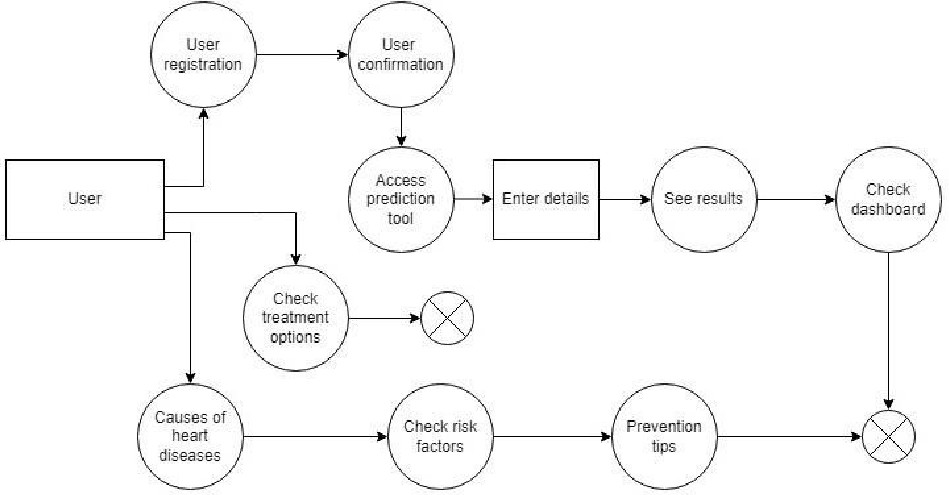 User
registration
User
confirmation
User
Access
prediction
tool
Enter details
See results
Check
dashboard
Check
treatment
options
Causes of
heart
diseases
Check risk
factors
Prevention
tips